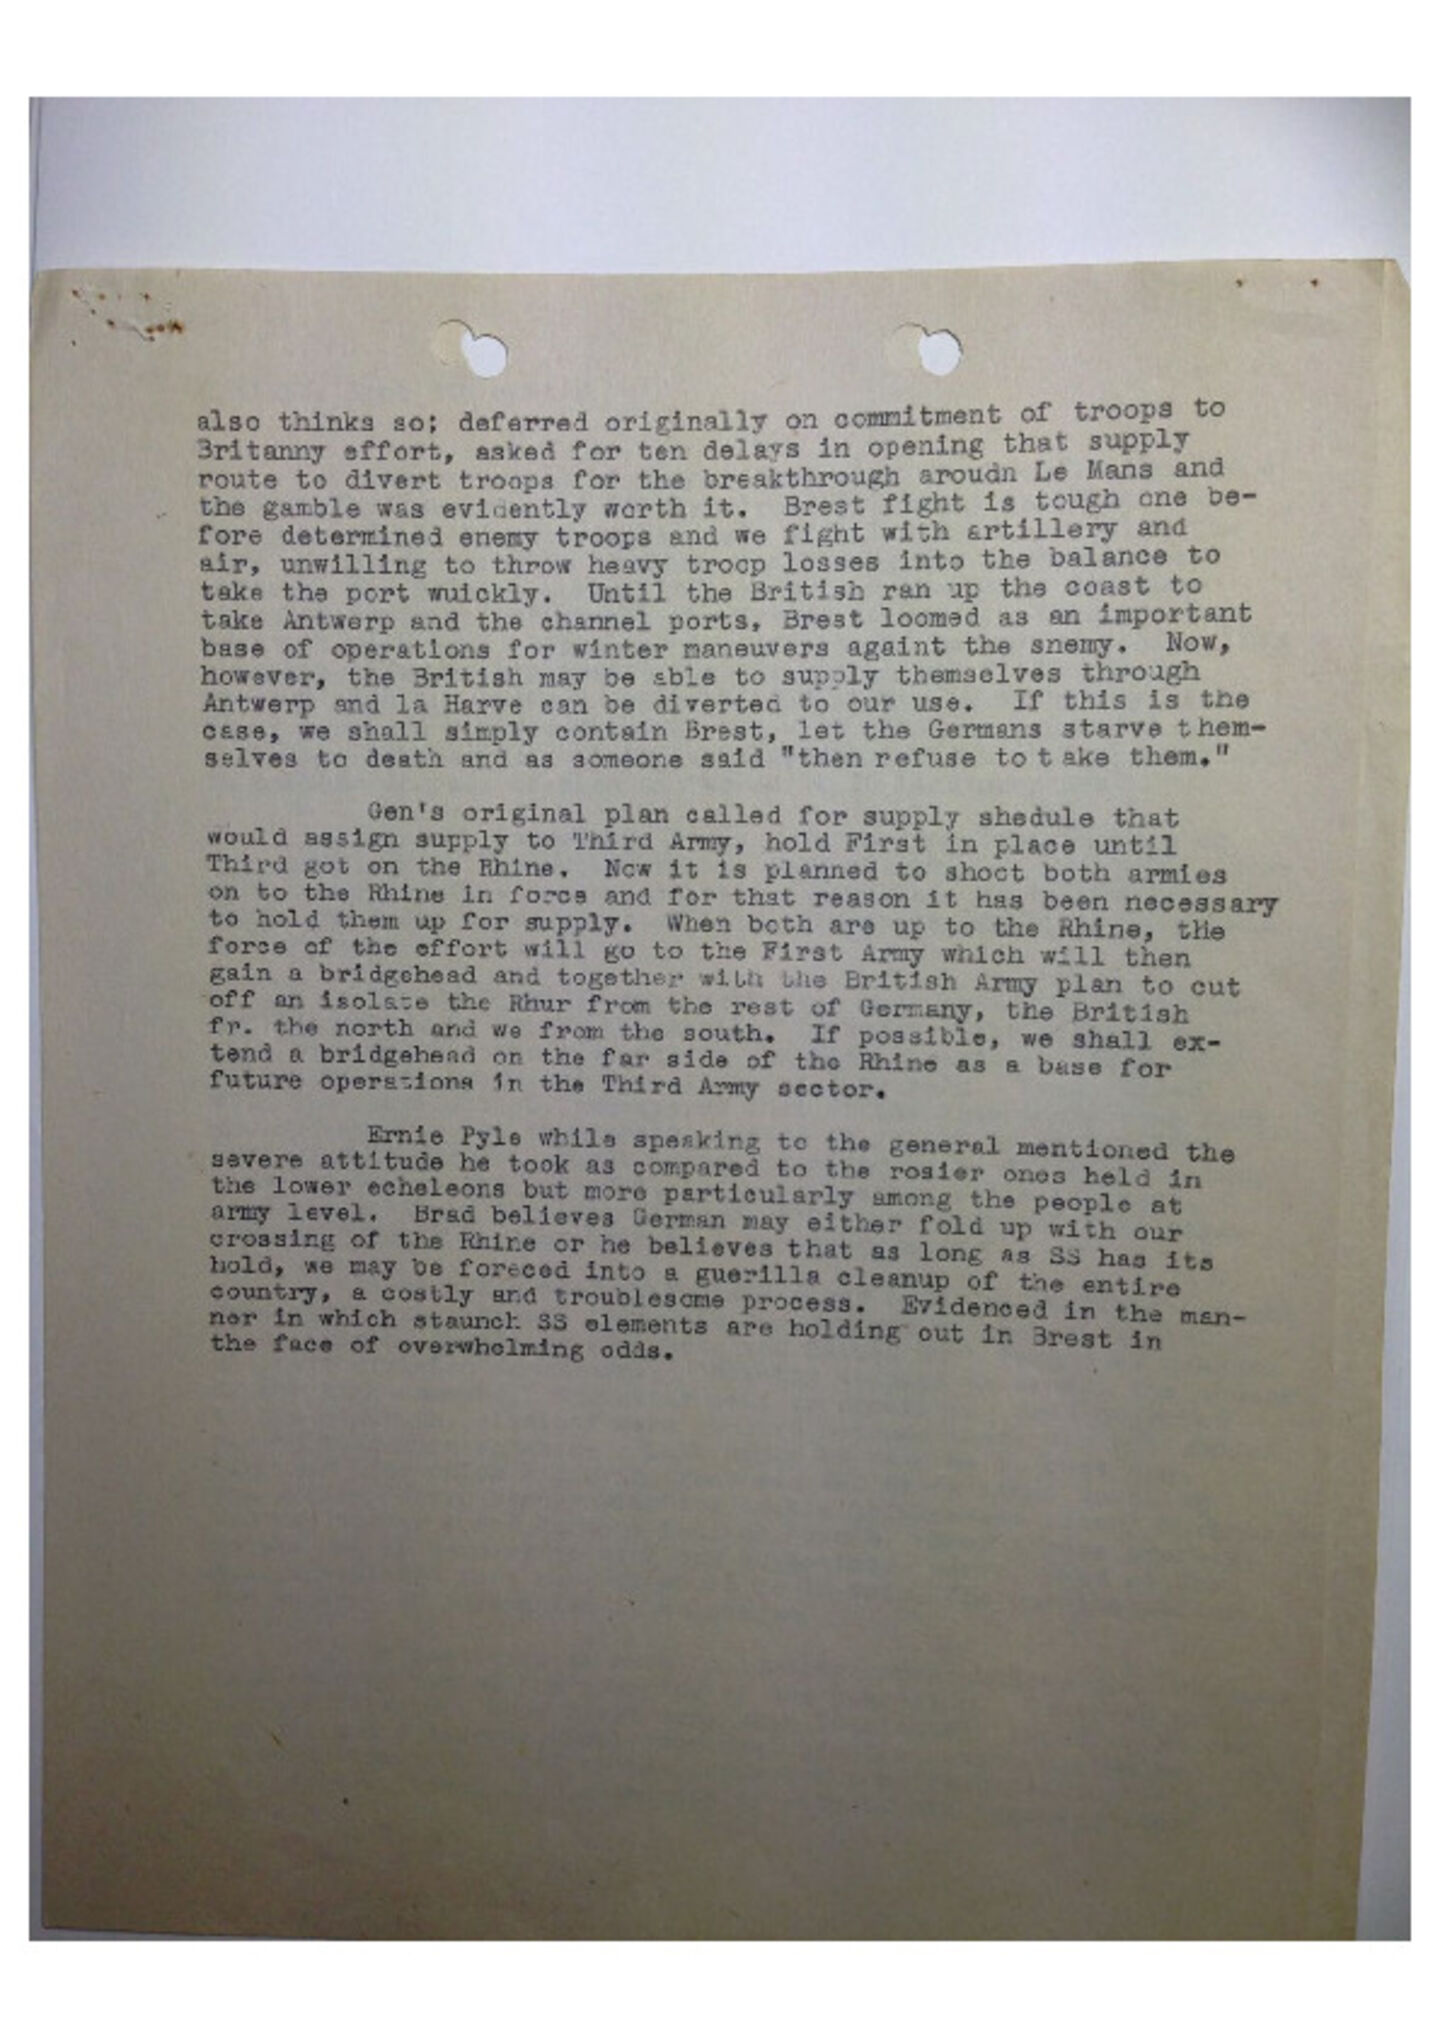 also thinks so; deferred originally on commitment of troops to
Britanny effort, asked for ten delays in opening that supply
route to divert troops for the breakthrough aroudn Le Mans and
the gamble was evidently worth it. Brest fight is tough one be-
fore determined enemy troops and we fight with artillery and
air, unwilling to throw heavy troop losses into the balance to
take the port wuickly. Until the British ran up the coast to
take Antwerp and the channel ports, Brest loomed as an important
base of operations for winter maneuvers againt the snemy. Now,
however, the British may be able to supply themselves through
Antwerp and la Harve can be diverted to our use. If this is the
case, we shall simply contain Brest, let the Germans starve them-
selves to death and as someone said "then refuse to take them."
Gen's original plan called for supply shedule that
would assign supply to Third Army, hold First in place until
Third got on the Rhine. Now it is planned to shoot both armies
on to the Rhine in force and for that reason it has been necessary
to hold them up for supply. When both are up to the Rhine, the
force of the effort will go to the First Army which will then
gain a bridgehead and together with the British Army plan to cut
off an isolate the Rhur from the rest of Germany, the British
fr. the north and we from the south. If possible, we shall ex-
tend a bridgehead on the far side of the Rhine as a base for
future operations in the Third Army sector.
Ernie Pyle while speaking to the general mentioned the
severe attitude he took as compared to the rosier ones held in
the lower echeleons but more particularly among the people at
army level. Brad believes German may either fold up with our
crossing of the Rhine or he believes that as long as SS has its
hold, we may be foreced into a guerilla cleanup of the entire
country, a costly and troublesome process. Evidenced in the man-
ner in which staunch SS elements are holding out in Brest in
the face of overwhelming odds.